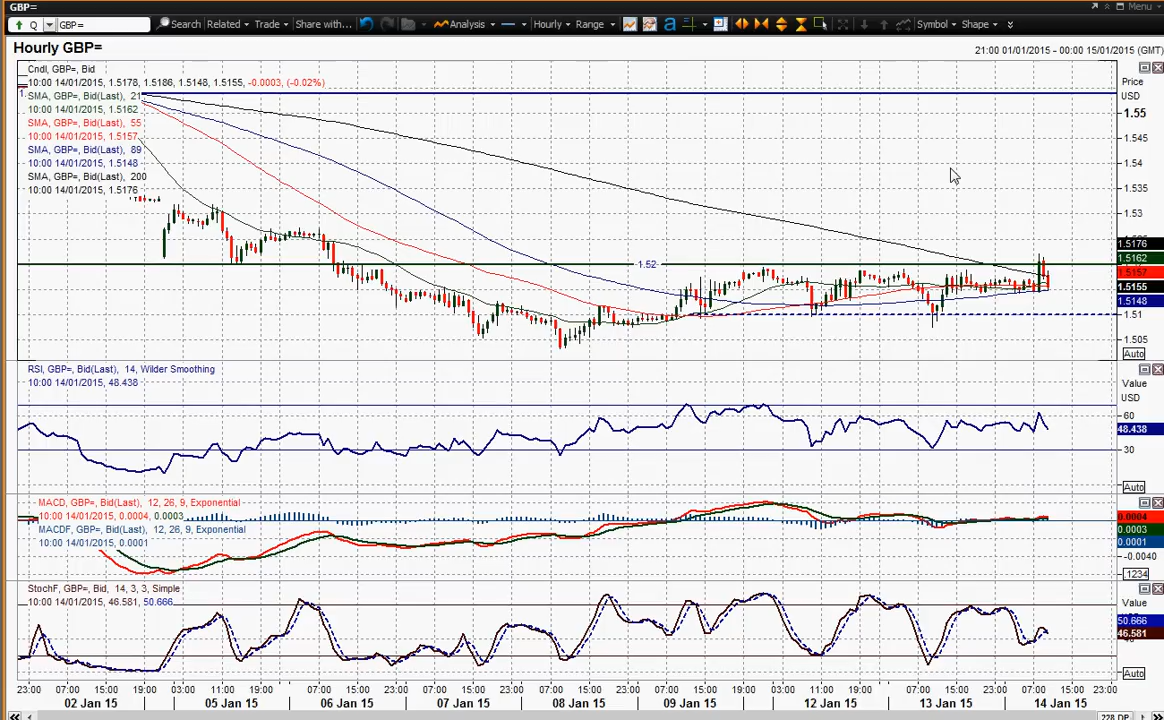 GBP=
Menu
Q GBP= Search Related Trade Share with... Analysis Hourly Range Symbol Shape
Hourly GBP=
21:00 01/01/2015 - 00:00 15/01/2015 (GMT)
Cndl, GBP=, Bid
10:00 14/01/2015, 1.5178, 1.5186, 1.5148, 1.5155, -0.0003, (-0.02%)
SMA, GBP=, Bid(Last), 21
10:00 14/01/2015, 1.5162
SMA, GBP=, Bid(Last), 55
10:00 14/01/2015, 1.5157
SMA, GBP=, Bid(Last), 89
10:00 14/01/2015, 1.5148
SMA, GBP=, Bid(Last), 200
10:00 14/01/2015, 1.5176
Price
USD
1.55
1.545
1.54
1.535
1.53
1.5176
1.5162
1.5157
1.5155
1.5148
1.51
1.505
Auto
1.52
RSI, GBP=, Bid(Last), 14, Wilder Smoothing
10:00 14/01/2015, 48.438
Value
USD
60
48.438
30
Auto
MACD, GBP=, Bid(Last), 12, 26, 9, Exponential
10:00 14/01/2015, 0.0004, 0.0003
MACDF, GBP=, Bid(Last), 12, 26, 9, Exponential
10:00 14/01/2015, 0.0001
0.0004
0.0003
0.0001
-0.0040
1234
StochF, GBP=, Bid, 14, 3, 3, Simple
10:00 14/01/2015, 46.581, 50.666
Value
50.666
46.581
Auto
23:00 07:00 15:00 19:00 03:00 11:00 19:00 07:00 15:00 23:00 07:00 15:00 23:00 07:00 15:00 23:00 07:00 11:00 19:00 03:00 11:00 19:00 03:00 07:00 15:00 23:00 07:00 15:00 23:00
02 Jan 15 05 Jan 15 06 Jan 15 07 Jan 15 08 Jan 15 09 Jan 15 12 Jan 15 13 Jan 15 14 Jan 15
228 DP